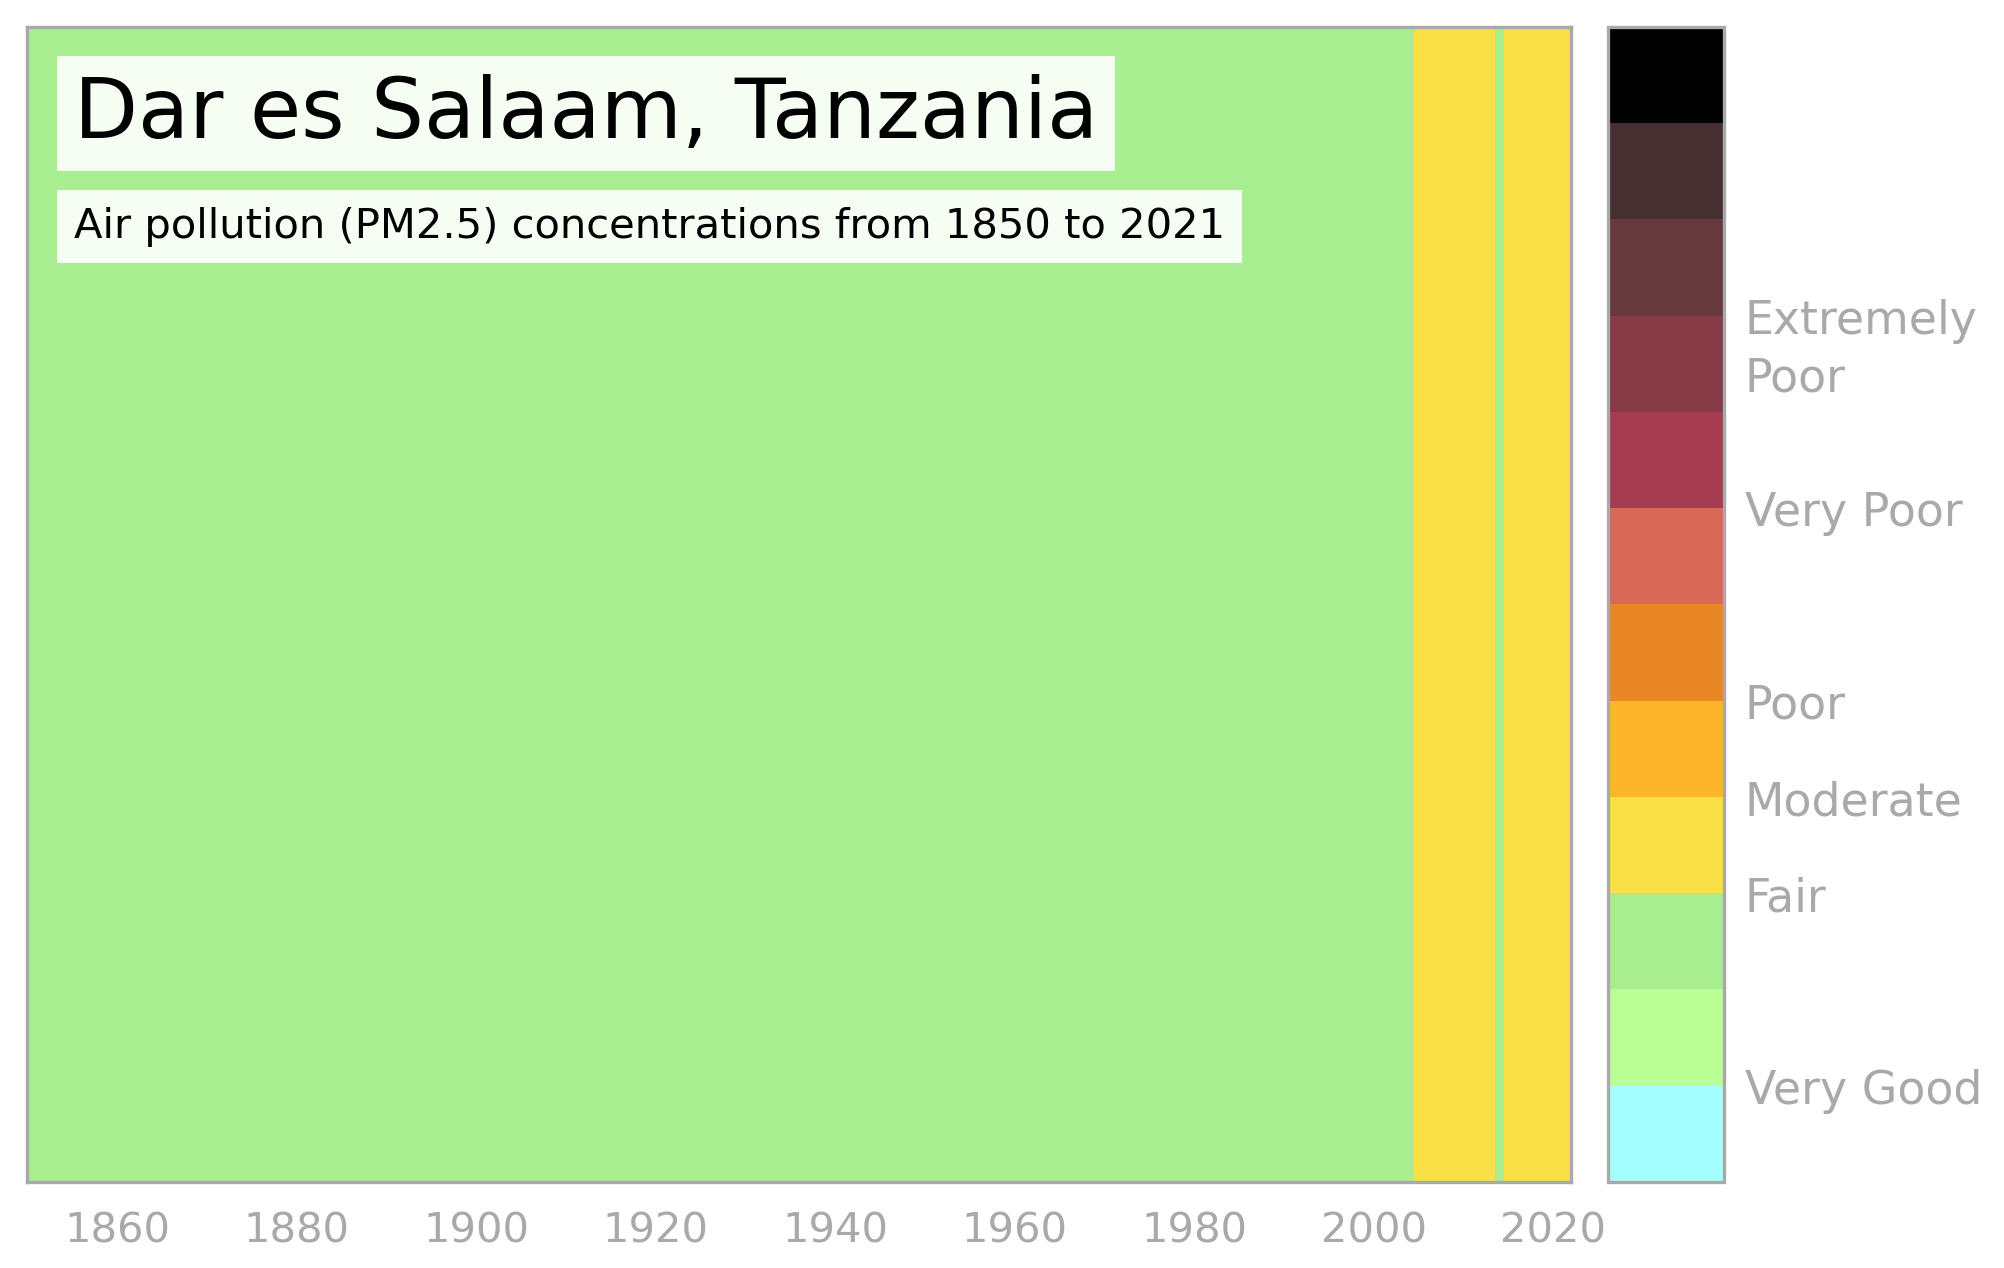 Dar es Salaam, Tanzania
Air pollution (PM2.5) concentrations from 1850 to 2021
Extremely
Poor
Very Poor
Poor
Moderate
Fair
Very Good
1860 1880 1900 1920 1940 1960 1980 2000 2020